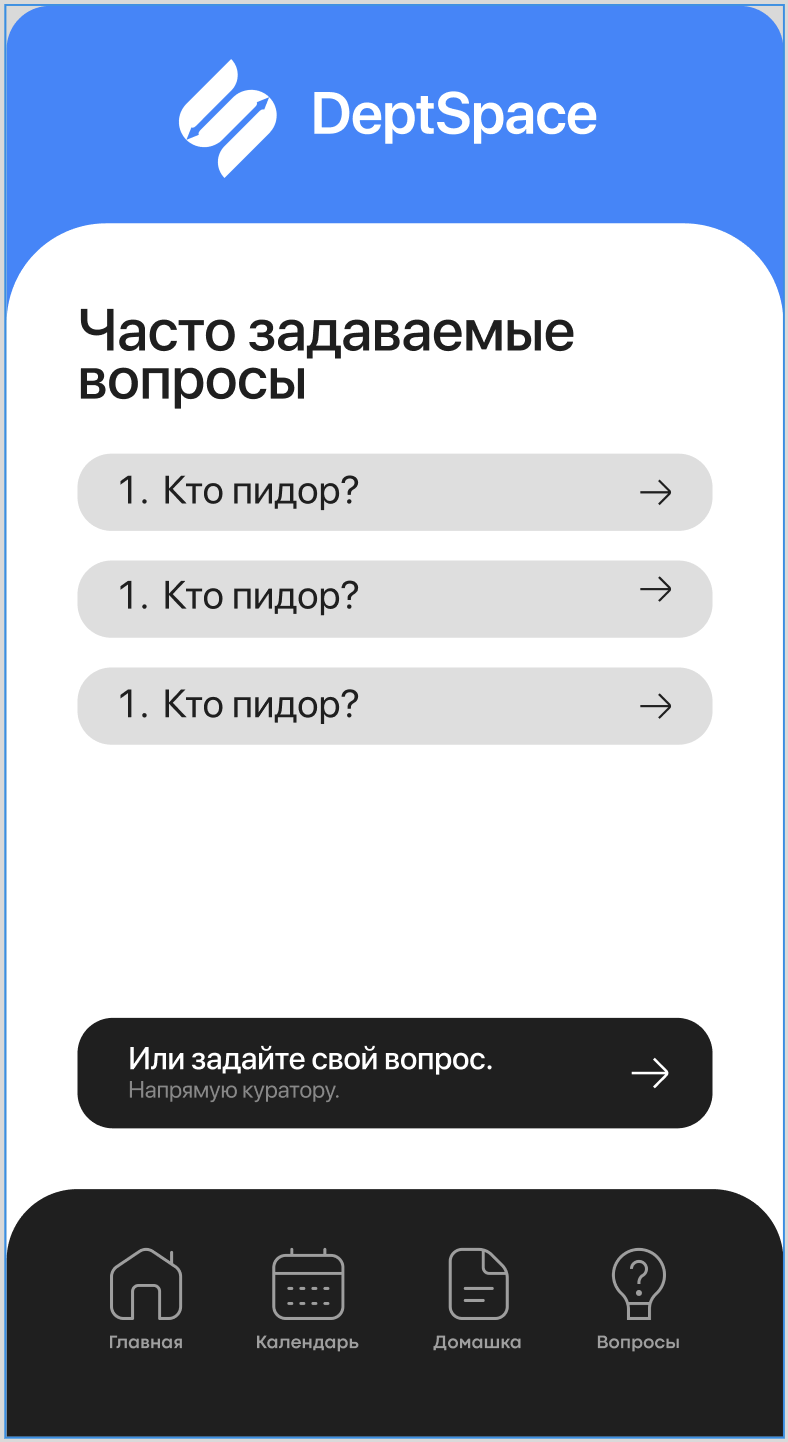 DeptSpace
Часто задаваемые
вопросы
1. Кто пидор?
1. Кто пидор?
1. Кто пидор?
Или задайте свой вопрос.
Напрямую куратору.
Главная
Календарь
Домашка
Вопросы